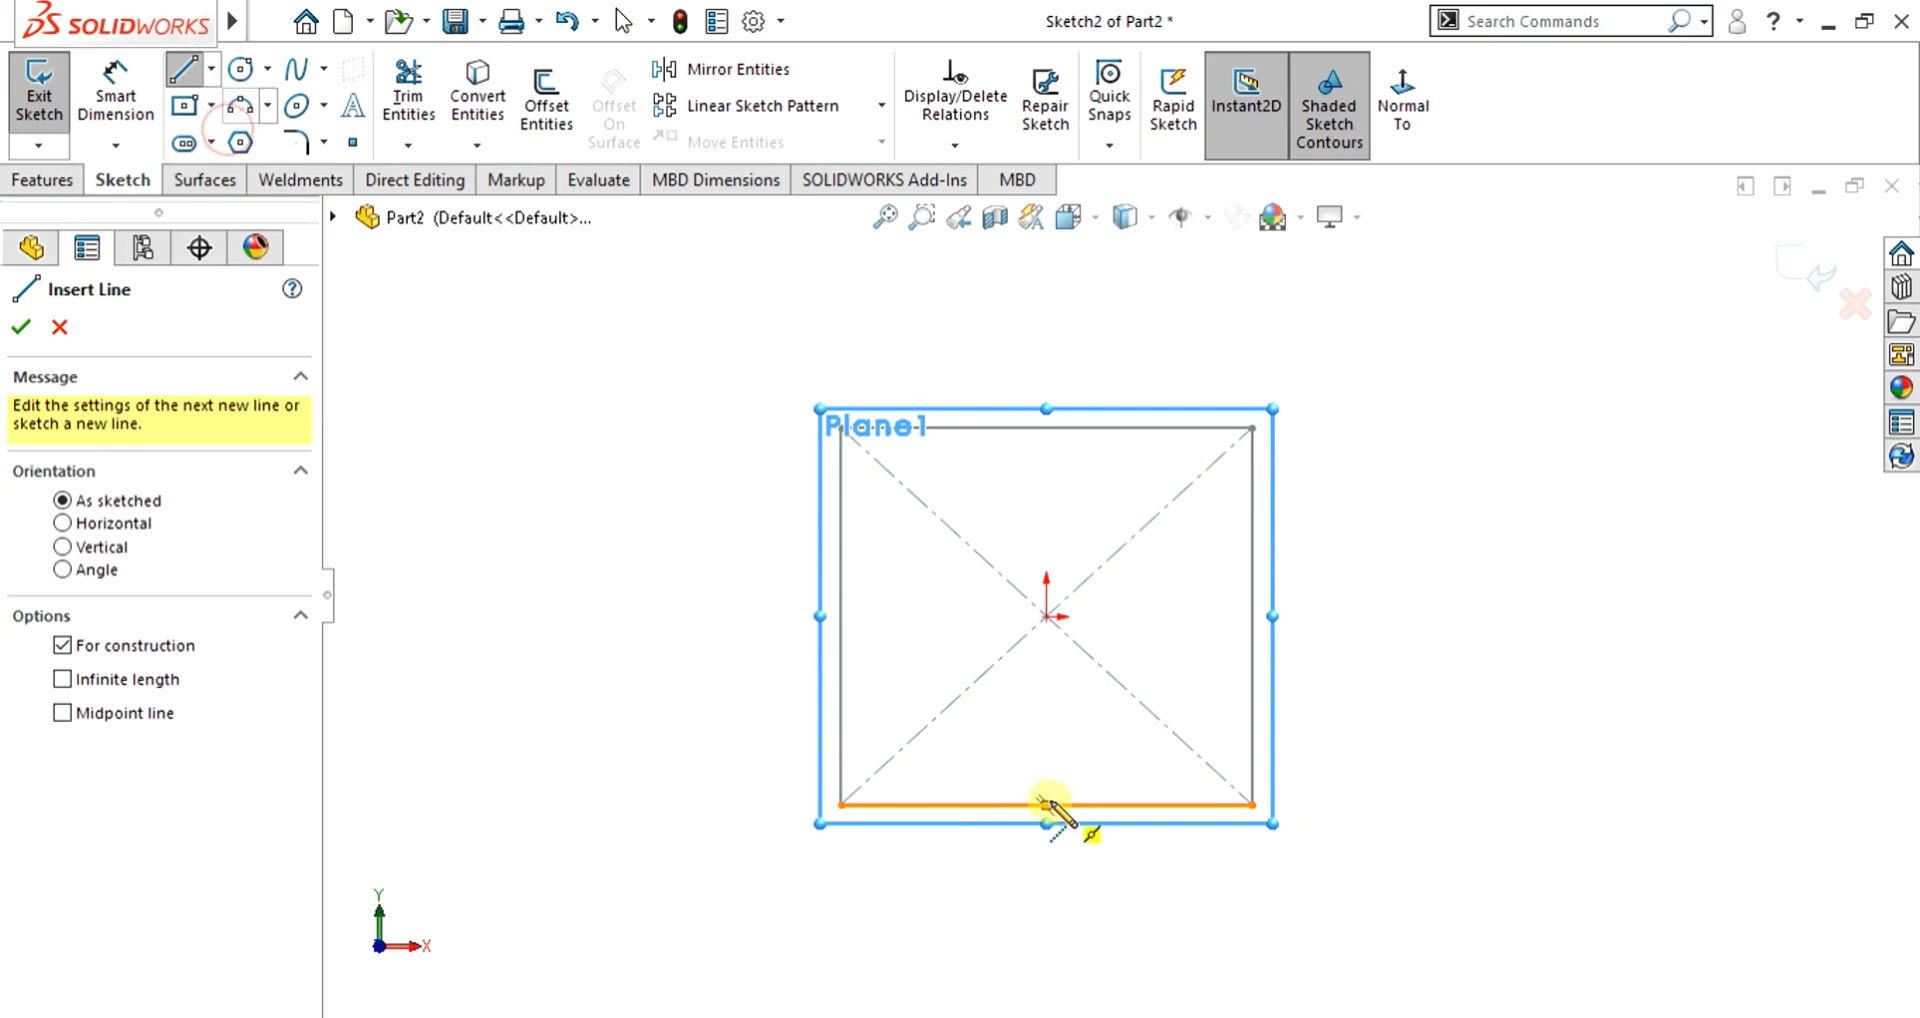 SOLIDWORKS
Sketch2 of Part2 *
Search Commands
?
Exit Sketch
Smart Dimension
Trim Entities
Convert Entities
Offset Entities
Offset On Surface
Mirror Entities
Linear Sketch Pattern
Move Entities
Display/Delete Relations
Repair Sketch
Quick Snaps
Rapid Sketch
Instant2D
Shaded Sketch Contours
Normal To
Features
Sketch
Surfaces
Weldments
Direct Editing
Markup
Evaluate
MBD Dimensions
SOLIDWORKS Add-Ins
MBD
Part2 (Default<<Default>...
Insert Line
?
Message
Edit the settings of the next new line or
sketch a new line.
Orientation
As sketched
Horizontal
Vertical
Angle
Options
For construction
Infinite length
Midpoint line
Plane1
Y
X